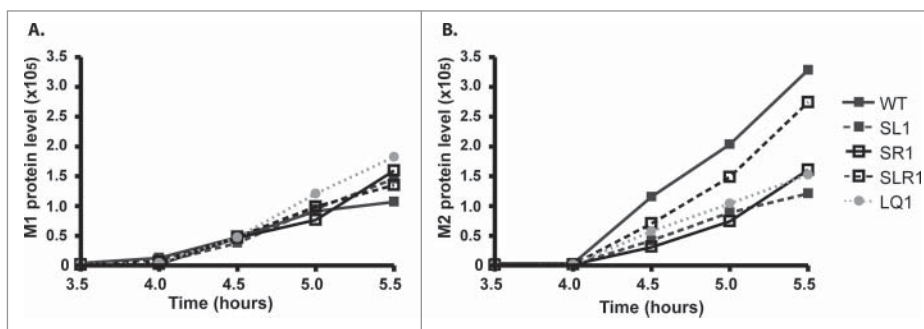 A.
M1 protein level (x105)
3.5
3.0
2.5
2.0
1.5
1.0
0.5
0
3.5 4.0 4.5 5.0 5.5
Time (hours)
B.
M2 protein level (x105)
3.5
3.0
2.5
2.0
1.5
1.0
0.5
0
3.5 4.0 4.5 5.0 5.5
Time (hours)
WT
SL1
SR1
SLR1
LQ1